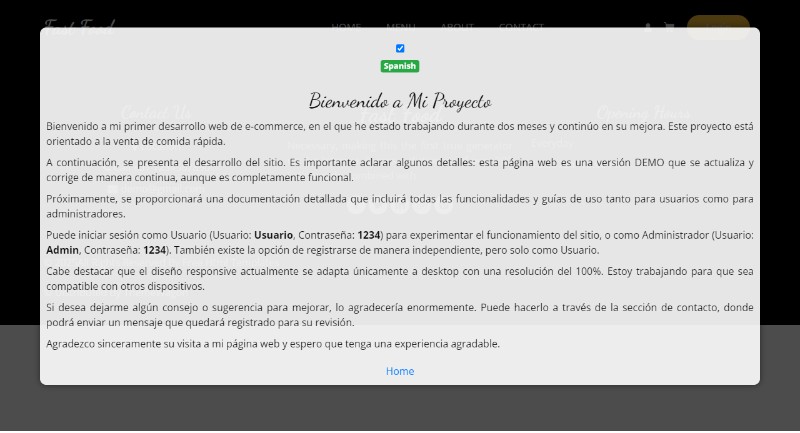 Fast Food
HOME MENU ABOUT CONTACT
Spanish
Bienvenido a Mi Proyecto
Bienvenido a mi primer desarrollo web de e-commerce, en el que he estado trabajando durante dos meses y continúo en su mejora. Este proyecto está
orientado a la venta de comida rápida.
A continuación, se presenta el desarrollo del sitio. Es importante aclarar algunos detalles: esta página web es una versión DEMO que se actualiza y
corrige de manera continua, aunque es completamente funcional.
Próximamente, se proporcionará una documentación detallada que incluirá todas las funcionalidades y guías de uso tanto para usuarios como para
administradores.
Puede iniciar sesión como Usuario (Usuario: Usuario, Contraseña: 1234) para experimentar el funcionamiento del sitio, o como Administrador (Usuario:
Admin, Contraseña: 1234). También existe la opción de registrarse de manera independiente, pero solo como Usuario.
Cabe destacar que el diseño responsive actualmente se adapta únicamente a desktop con una resolución del 100%. Estoy trabajando para que sea
compatible con otros dispositivos.
Si desea dejarme algún consejo o sugerencia para mejorar, lo agradecería enormemente. Puede hacerlo a través de la sección de contacto, donde
podrá enviar un mensaje que quedará registrado para su revisión.
Agradezco sinceramente su visita a mi página web y espero que tenga una experiencia agradable.
Home